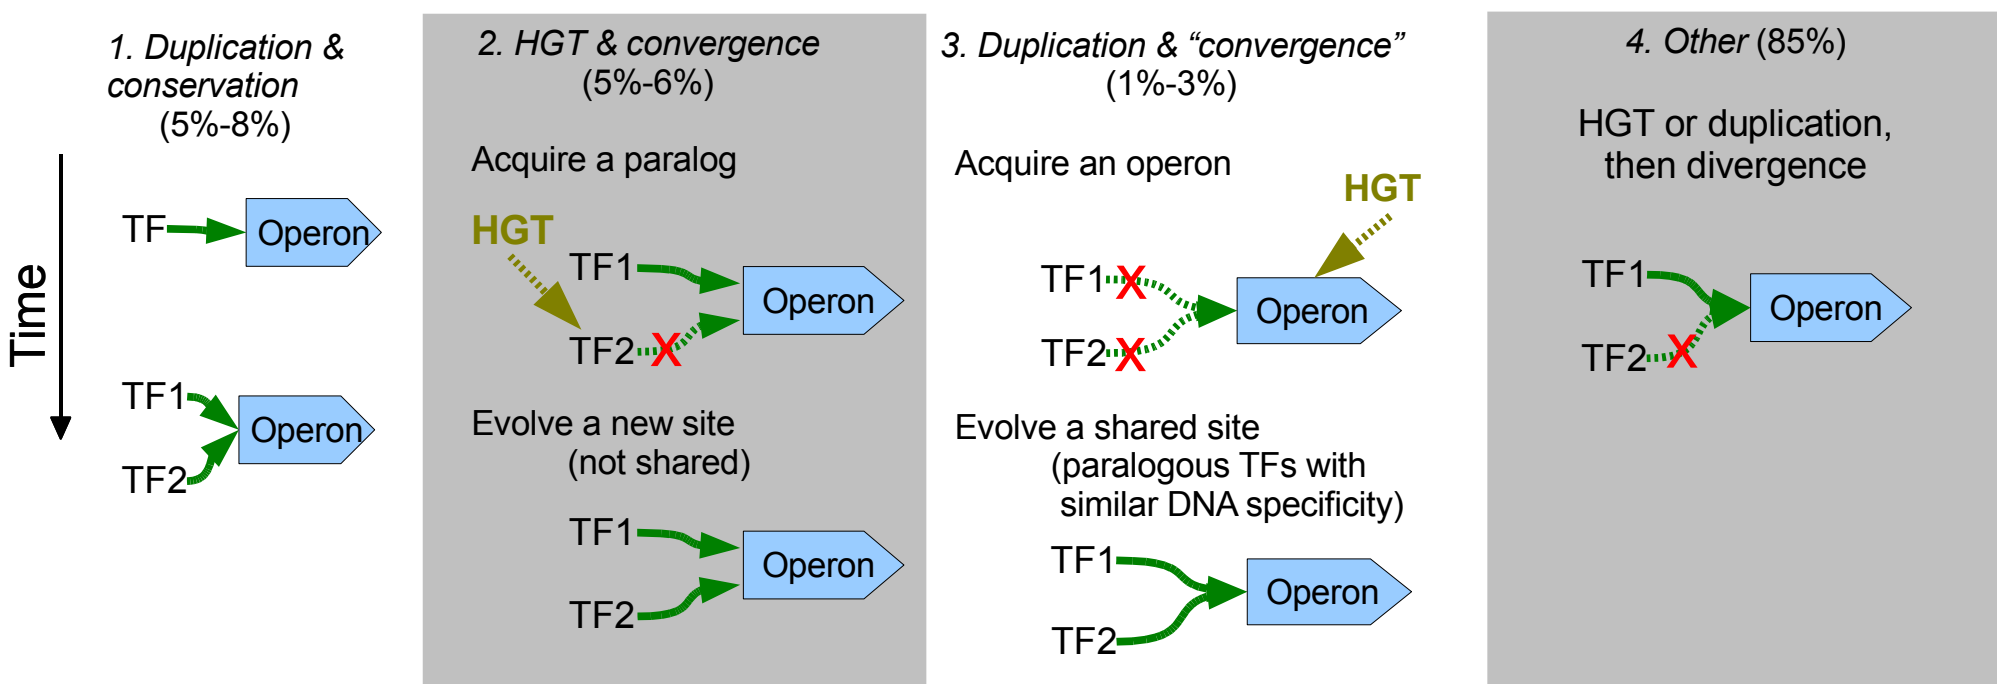 1. Duplication &
conservation
(5%-8%)
Time
TF
Operon
TF1
TF2
Operon
2. HGT & convergence
(5%-6%)
Acquire a paralog
HGT
TF1
TF2
X
Operon
Evolve a new site
(not shared)
TF1
TF2
Operon
3. Duplication & “convergence”
(1%-3%)
Acquire an operon
HGT
TF1
X
TF2
X
Operon
Evolve a shared site
(paralogous TFs with
similar DNA specificity)
TF1
TF2
Operon
4. Other (85%)
HGT or duplication,
then divergence
TF1
TF2
X
Operon